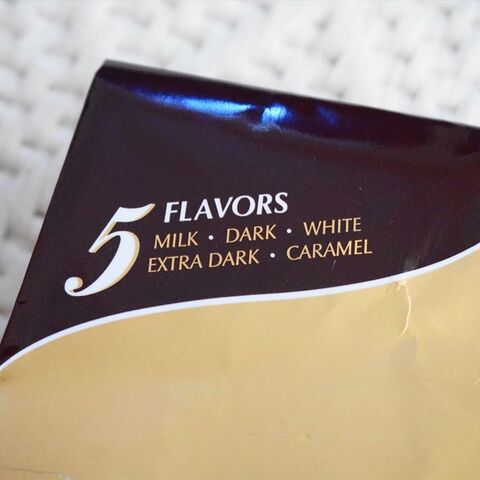 5 FLAVORS
MILK · DARK · WHITE
EXTRA DARK · CARAMEL